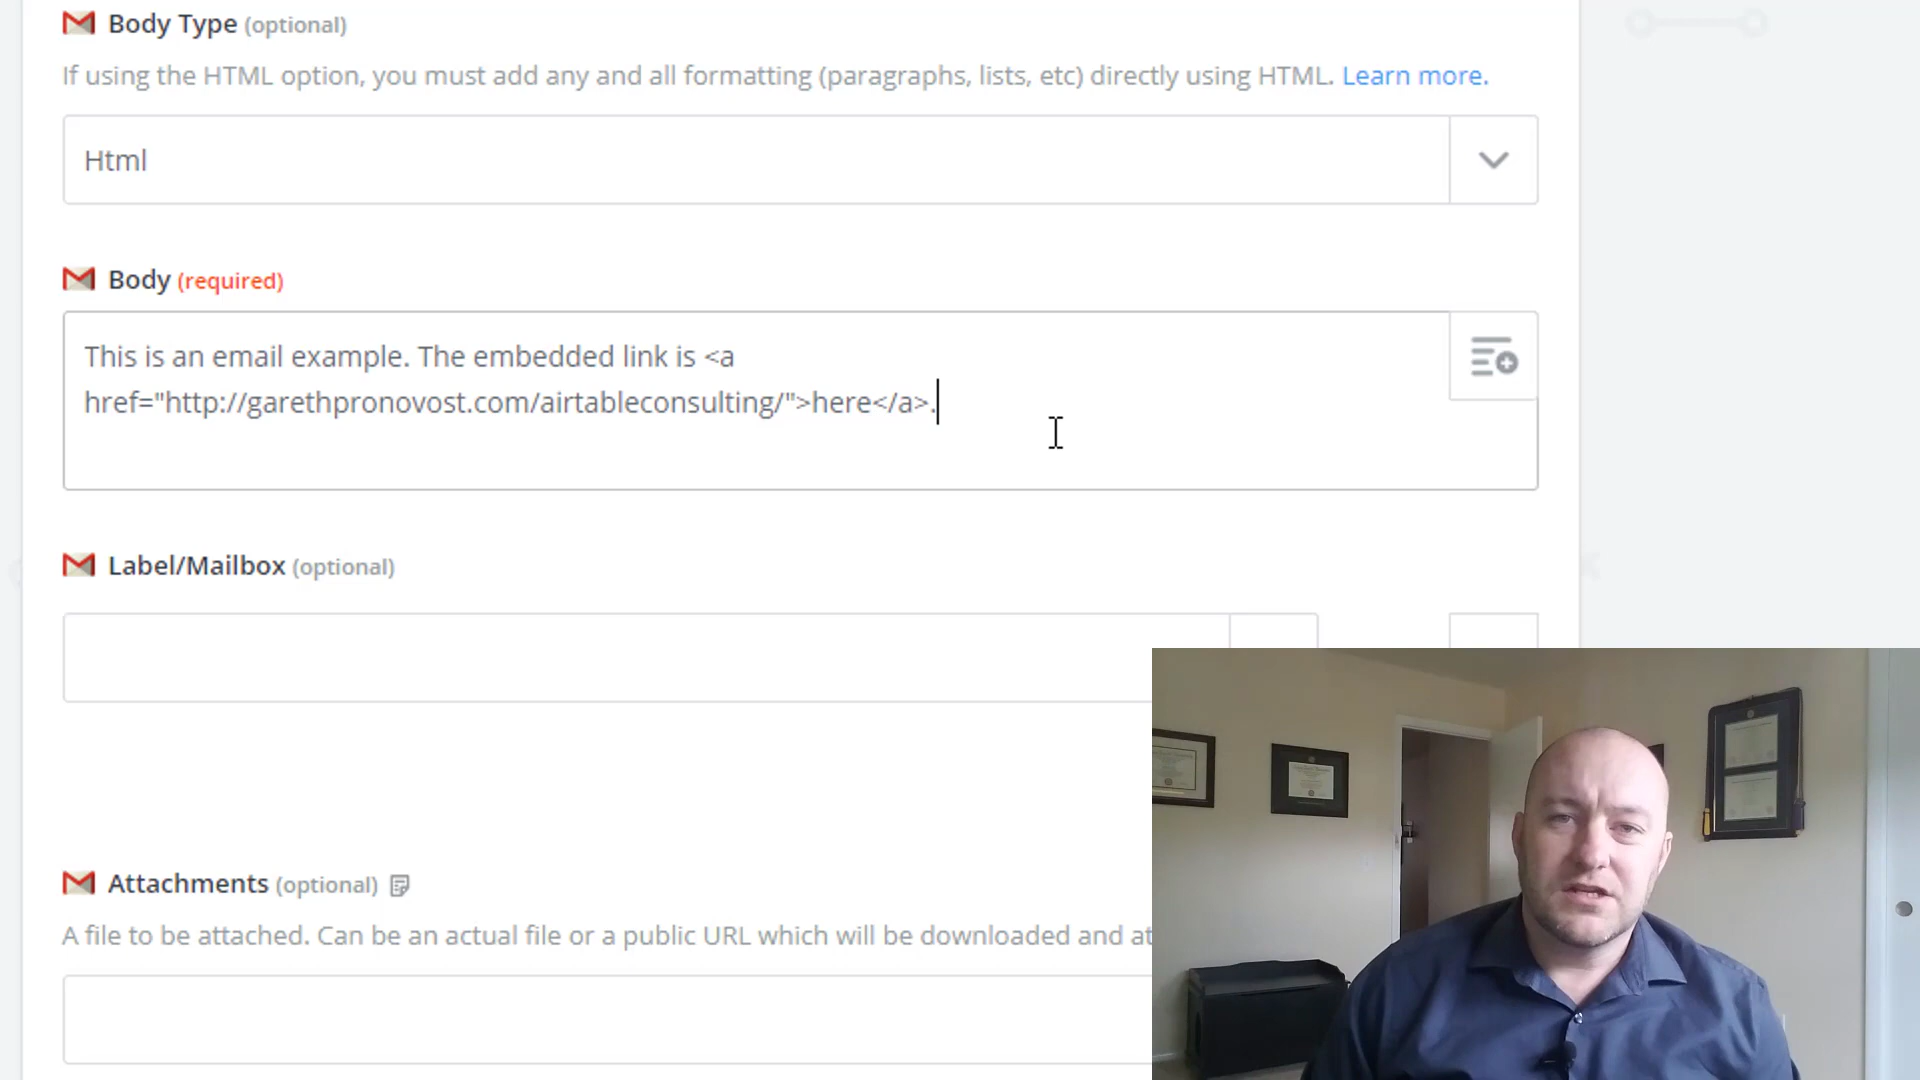 Body Type (optional)
If using the HTML option, you must add any and all formatting (paragraphs, lists, etc) directly using HTML. Learn more.
Html
Body (required)
This is an email example. The embedded link is <a
href="http://garethpronovost.com/airtableconsulting/">here</a>.
Label/Mailbox (optional)
Attachments (optional)
A file to be attached. Can be an actual file or a public URL which will be downloaded and at